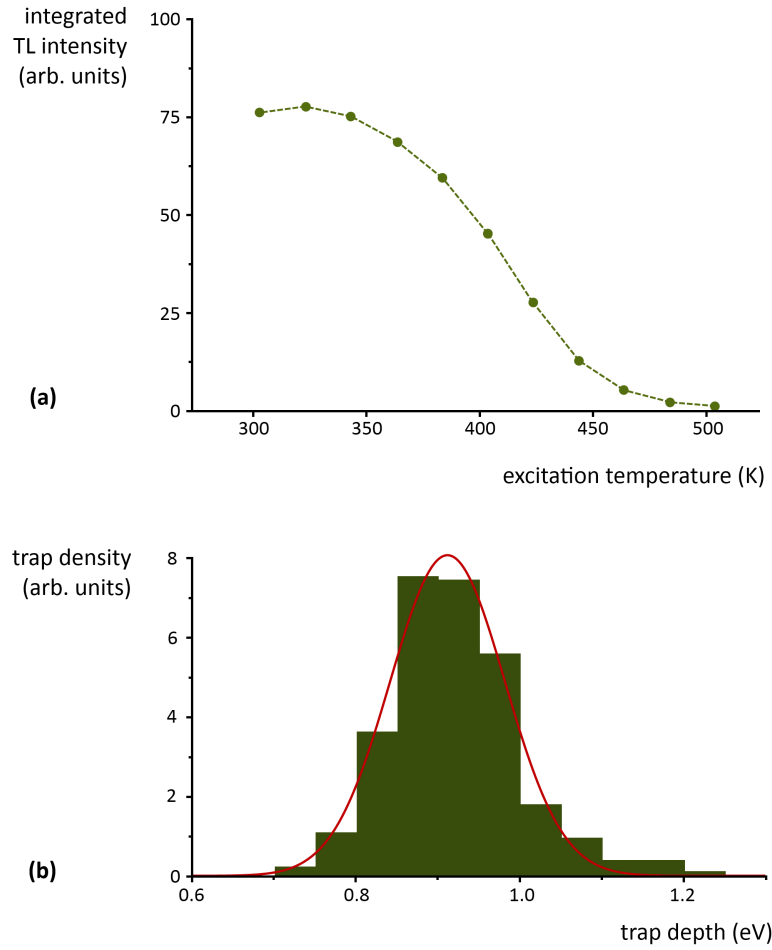 integrated
TL intensity
(arb. units)
100
75
50
25
0
(a)
300 350 400 450 500
excitation temperature (K)
trap density
(arb. units)
8
6
4
2
0
(b)
0.6 0.8 1.0 1.2
trap depth (eV)